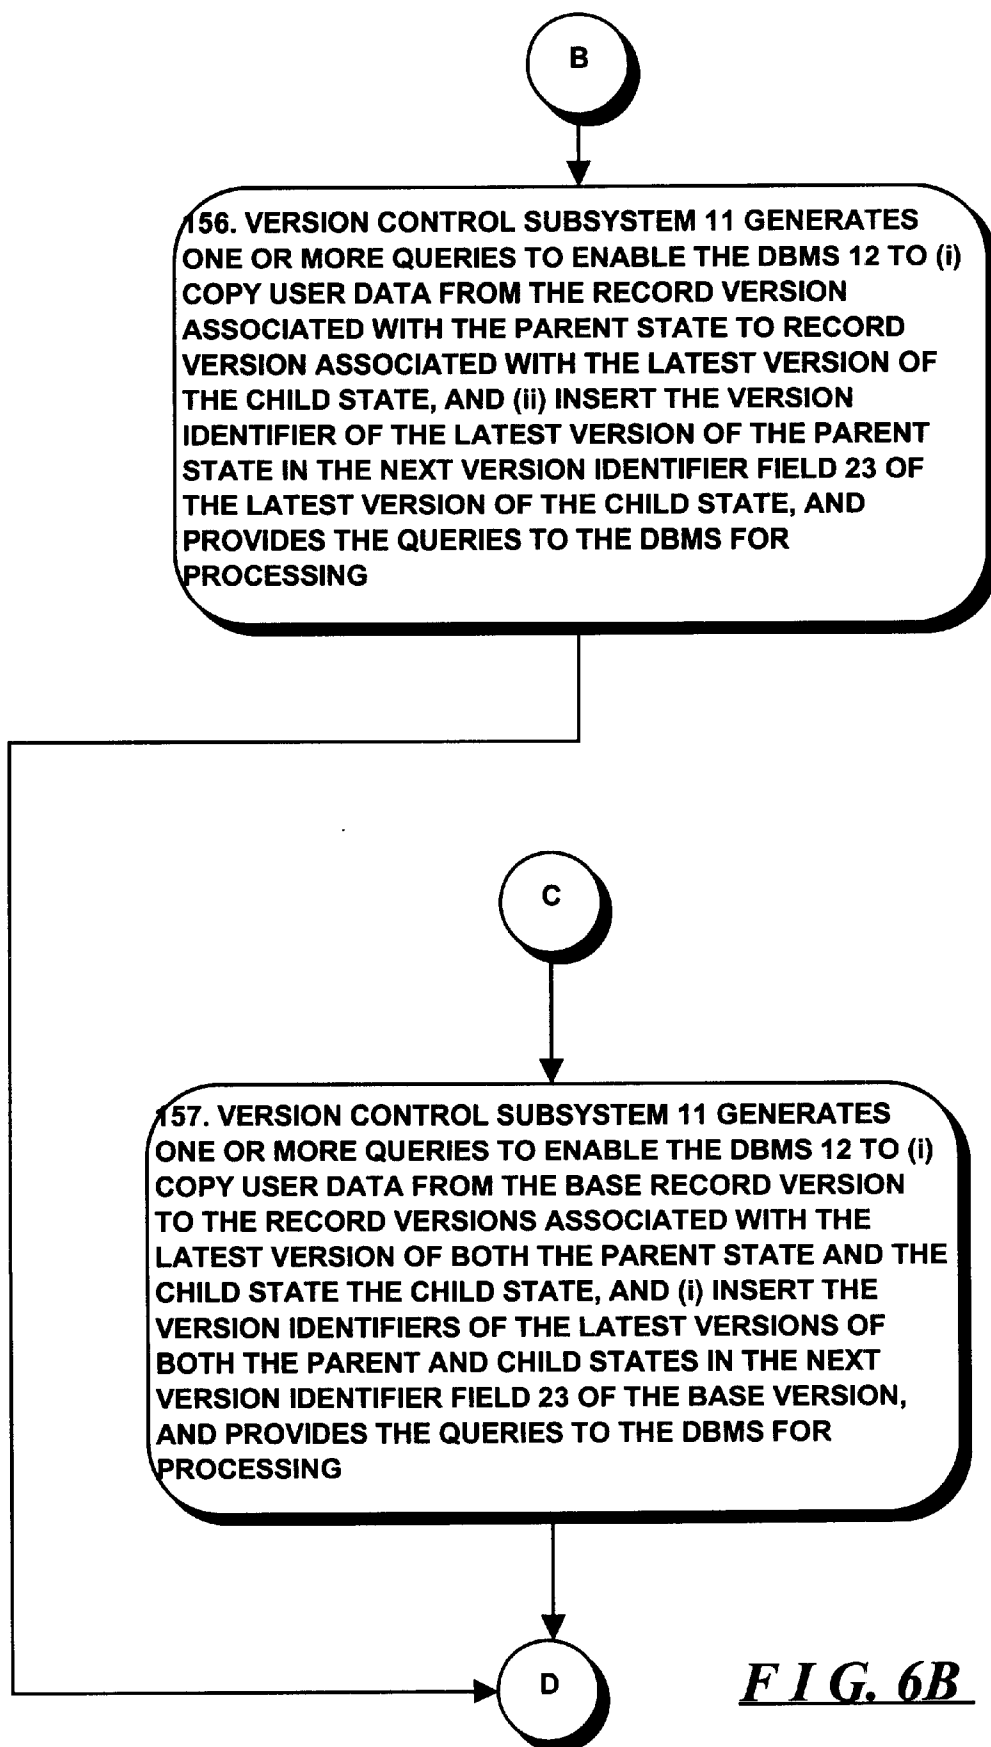 B
156. VERSION CONTROL SUBSYSTEM 11 GENERATES
ONE OR MORE QUERIES TO ENABLE THE DBMS 12 TO (i)
COPY USER DATA FROM THE RECORD VERSION
ASSOCIATED WITH THE PARENT STATE TO RECORD
VERSION ASSOCIATED WITH THE LATEST VERSION OF
THE CHILD STATE, AND (ii) INSERT THE VERSION
IDENTIFIER OF THE LATEST VERSION OF THE PARENT
STATE IN THE NEXT VERSION IDENTIFIER FIELD 23 OF
THE LATEST VERSION OF THE CHILD STATE, AND
PROVIDES THE QUERIES TO THE DBMS FOR
PROCESSING
C
157. VERSION CONTROL SUBSYSTEM 11 GENERATES
ONE OR MORE QUERIES TO ENABLE THE DBMS 12 TO (i)
COPY USER DATA FROM THE BASE RECORD VERSION
TO THE RECORD VERSIONS ASSOCIATED WITH THE
LATEST VERSION OF BOTH THE PARENT STATE AND THE
CHILD STATE THE CHILD STATE, AND (i) INSERT THE
VERSION IDENTIFIERS OF THE LATEST VERSIONS OF
BOTH THE PARENT AND CHILD STATES IN THE NEXT
VERSION IDENTIFIER FIELD 23 OF THE BASE VERSION,
AND PROVIDES THE QUERIES TO THE DBMS FOR
PROCESSING
D
FIG. 6B